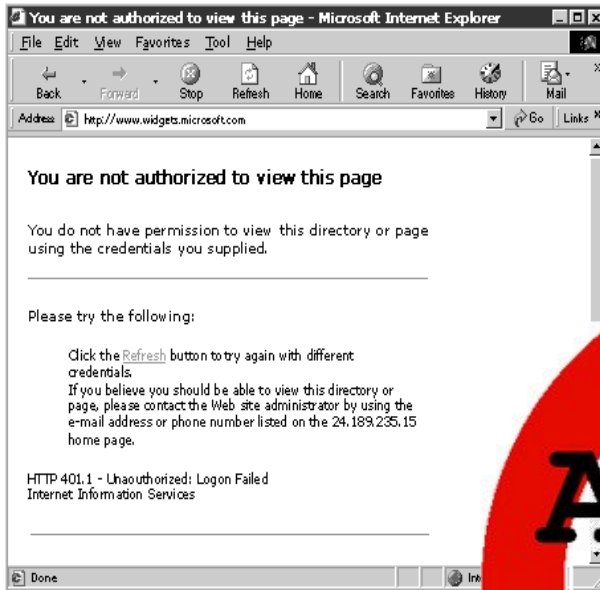 You are not authorized to view this page - Microsoft Internet Explorer
File Edit View Favorites Tool Help
Back Forward Stop Refresh Home Search Favorites History Mail
Address http://www.widgets.microsoft.com Go Links
You are not authorized to view this page
You do not have permission to view this directory or page
using the credentials you supplied.
Please try the following:
Click the Refresh button to try again with different
credentials.
If you believe you should be able to view this directory or
page, please contact the Web site administrator by using the
e-mail address or phone number listed on the 24.189.235.15
home page.
HTTP 401.1 - Unaouthorized: Logon Failed
Internet Information Services
A
Done